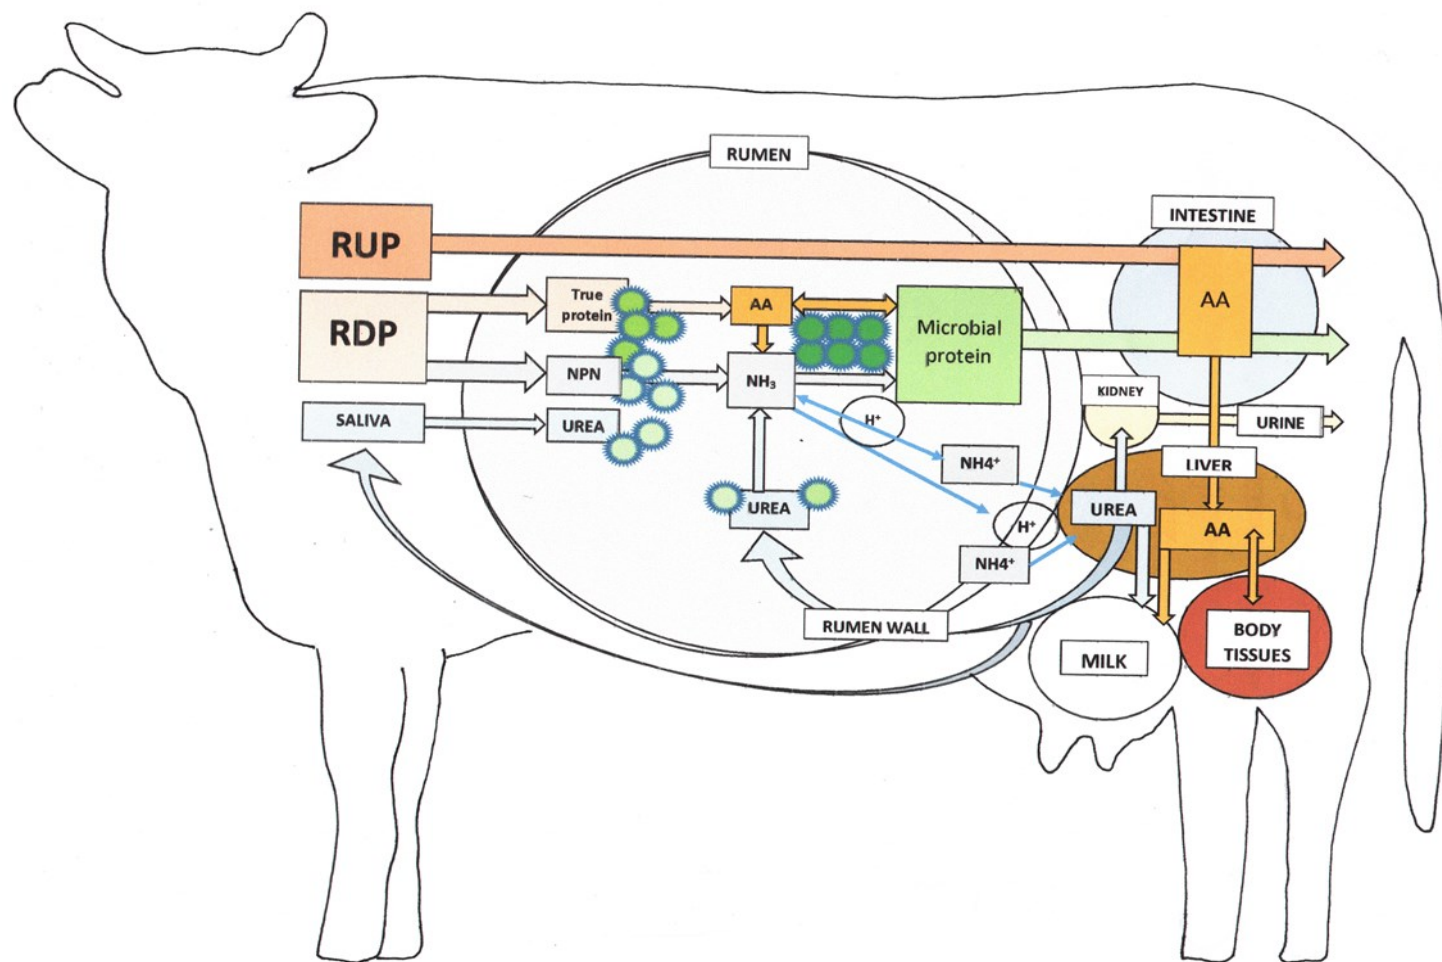 RUMEN
INTESTINE
RUP
RDP
SALIVA
True
protein
NPN
UREA
AA
NH₃
UREA
Microbial
protein
H⁺
NH4⁺
H⁺
NH4⁺
RUMEN WALL
AA
KIDNEY
URINE
LIVER
UREA
AA
MILK
BODY
TISSUES